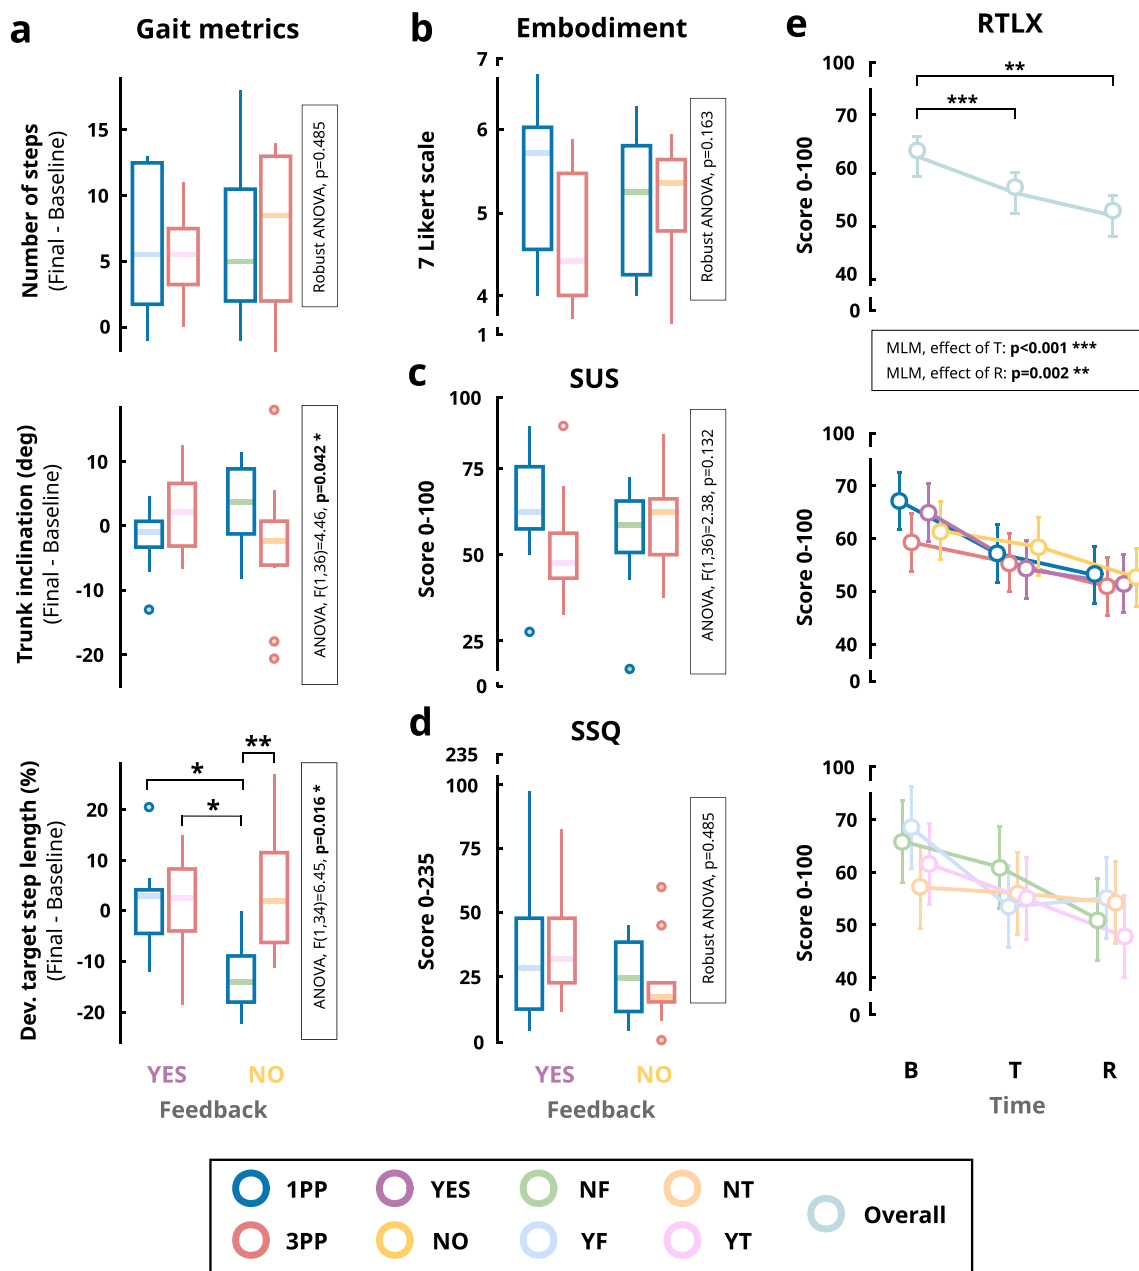 a
Gait metrics
Number of steps
(Final - Baseline)
15
10
5
0
Robust ANOVA, p=0.485
Trunk inclination (deg)
(Final - Baseline)
10
0
-10
-20
ANOVA, F(1,36)=4.46, p=0.042 *
Dev. target step length (%)
(Final - Baseline)
20
10
0
-10
-20
*
*
**
ANOVA, F(1,34)=6.45, p=0.016 *
YES
NO
Feedback
b
Embodiment
7 Likert scale
7
6
5
4
1
Robust ANOVA, p=0.163
c
SUS
Score 0-100
100
75
50
25
0
ANOVA, F(1,36)=2.38, p=0.132
d
SSQ
Score 0-235
235
100
75
50
25
0
Robust ANOVA, p=0.485
YES
NO
Feedback
e
RTLX
Score 0-100
100
70
60
50
40
0
**
***
MLM, effect of T: p<0.001 ***
MLM, effect of R: p=0.002 **
Score 0-100
100
70
60
50
40
0
Score 0-100
100
70
60
50
40
0
B
T
R
Time
1PP
YES
NF
NT
Overall
3PP
NO
YF
YT